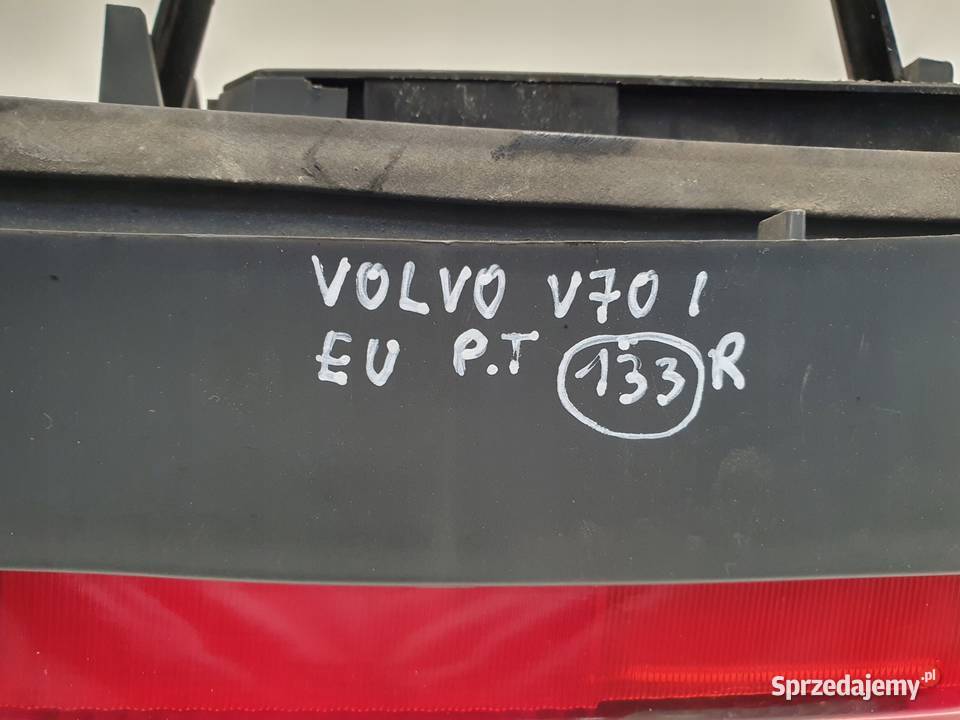 VOLVO V70 I
EU P.T 133 R
Sprzedajemy.pl